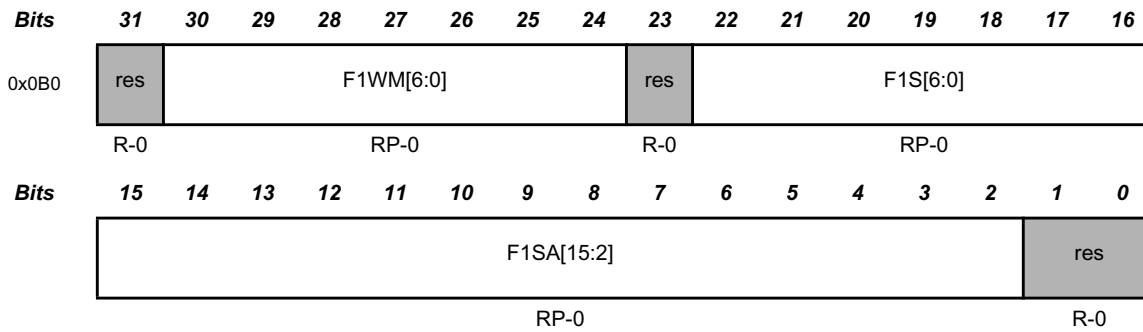 Bits 31 30 29 28 27 26 25 24 23 22 21 20 19 18 17 16
0x0B0 res F1WM[6:0] res F1S[6:0]
R-0 RP-0 R-0 RP-0
Bits 15 14 13 12 11 10 9 8 7 6 5 4 3 2 1 0
F1SA[15:2] res
RP-0 R-0